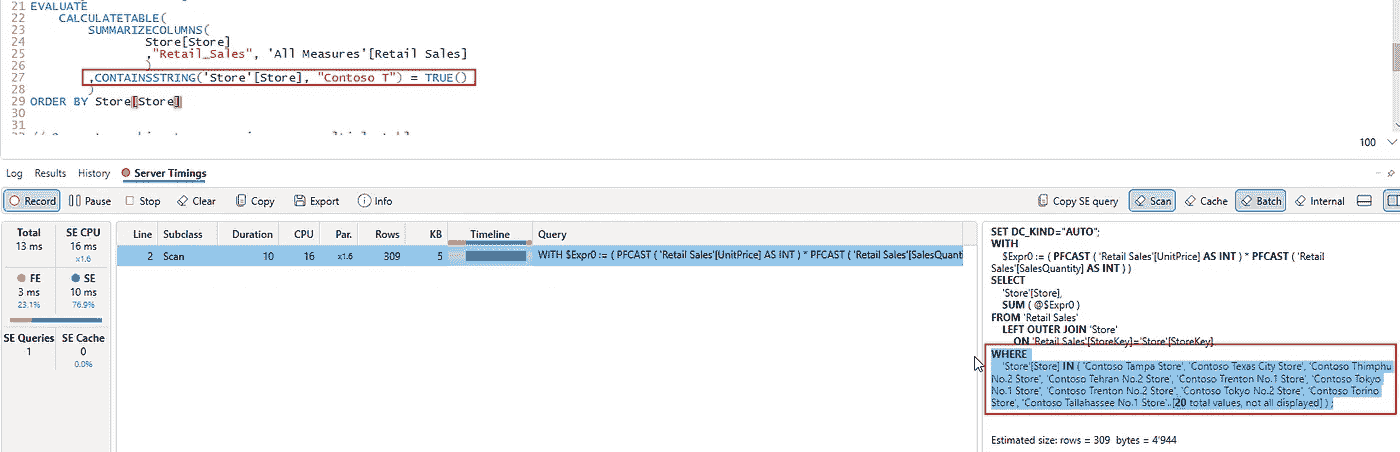 21 EVALUATE
22 CALCULATETABLE(
23 SUMMARIZECOLUMNS(
24 Store[Store]
25 ,"Retail Sales", 'All Measures'[Retail Sales]
26 )
27 ,CONTAINSSTRING('Store'[Store], "Contoso T") = TRUE()
28 )
29 ORDER BY Store[Store]
30
31
100
Log Results History Server Timings
Record Pause Stop Clear Copy Export Info Copy SE query Scan Cache Batch Internal
Total SE CPU
13 ms 16 ms
x1.6
FE SE
3 ms 10 ms
23.1% 76.9%
SE Queries SE Cache
1 0
0.0%
Line Subclass Duration CPU Par. Rows KB Timeline Query
2 Scan 10 16 x1.6 309 5 WITH $Expr0 := ( PFCAST ( 'Retail Sales'[UnitPrice] AS INT ) * PFCAST ( 'Retail Sales'[SalesQuanti
SET DC_KIND="AUTO";
WITH
$Expr0 := ( PFCAST ( 'Retail Sales'[UnitPrice] AS INT ) * PFCAST ( 'Retail
Sales'[SalesQuantity] AS INT ) )
SELECT
'Store'[Store],
SUM ( @$Expr0 )
FROM 'Retail Sales'
LEFT OUTER JOIN 'Store'
ON 'Retail Sales'[StoreKey]='Store'[StoreKey]
WHERE
'Store'[Store] IN ( 'Contoso Tampa Store', 'Contoso Texas City Store', 'Contoso Thimphu
No.2 Store', 'Contoso Tehran No.2 Store', 'Contoso Trenton No.1 Store', 'Contoso Tokyo
No.1 Store', 'Contoso Trenton No.2 Store', 'Contoso Tokyo No.2 Store', 'Contoso Torino
Store', 'Contoso Tallahassee No.1 Store'..[20 total values, not all displayed] ) ;
Estimated size: rows = 309 bytes = 4'944